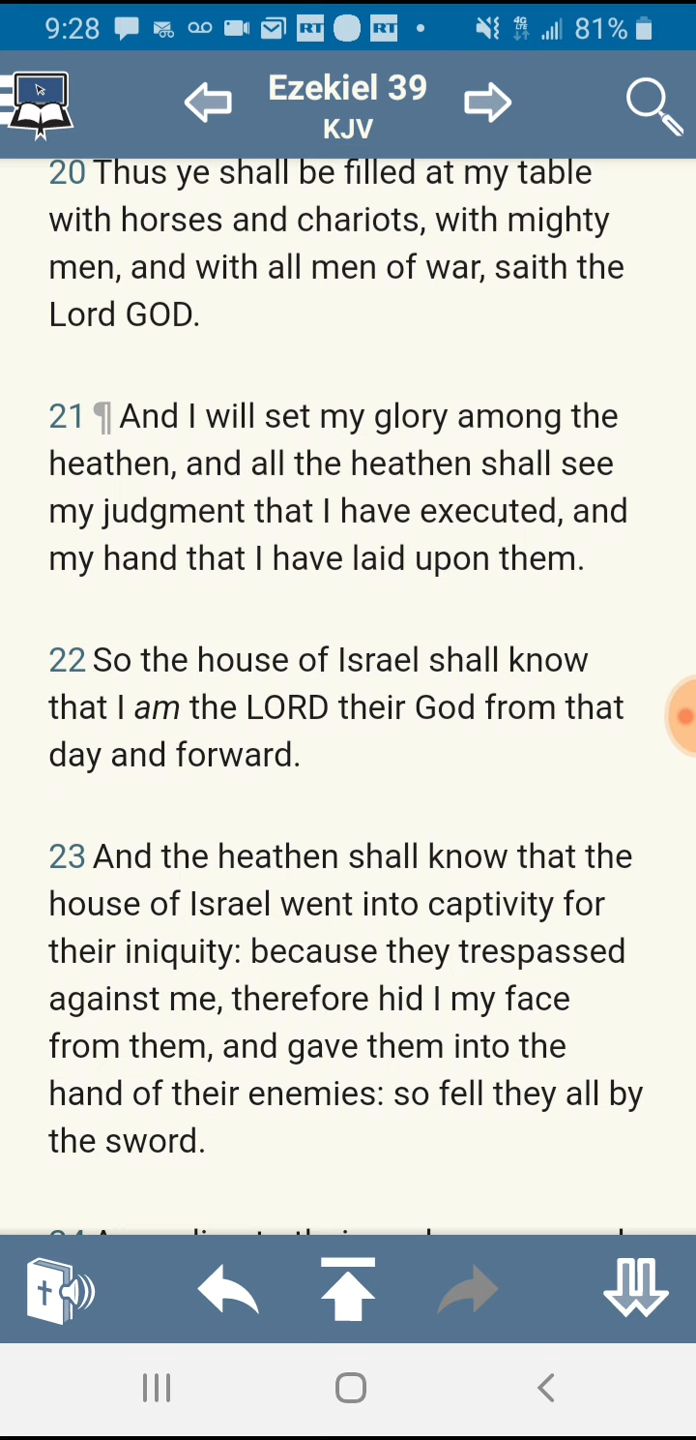 9:28 RT RT 4G LTE 81%
Ezekiel 39
KJV
20 Thus ye shall be filled at my table
with horses and chariots, with mighty
men, and with all men of war, saith the
Lord GOD.
21 ¶ And I will set my glory among the
heathen, and all the heathen shall see
my judgment that I have executed, and
my hand that I have laid upon them.
22 So the house of Israel shall know
that I am the LORD their God from that
day and forward.
23 And the heathen shall know that the
house of Israel went into captivity for
their iniquity: because they trespassed
against me, therefore hid I my face
from them, and gave them into the
hand of their enemies: so fell they all by
the sword.